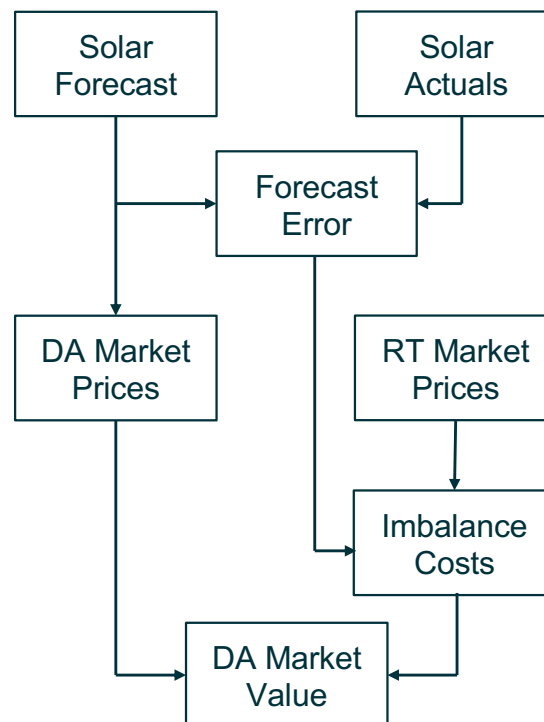 Solar
Forecast
Solar
Actuals
Forecast
Error
DA Market
Prices
RT Market
Prices
Imbalance
Costs
DA Market
Value